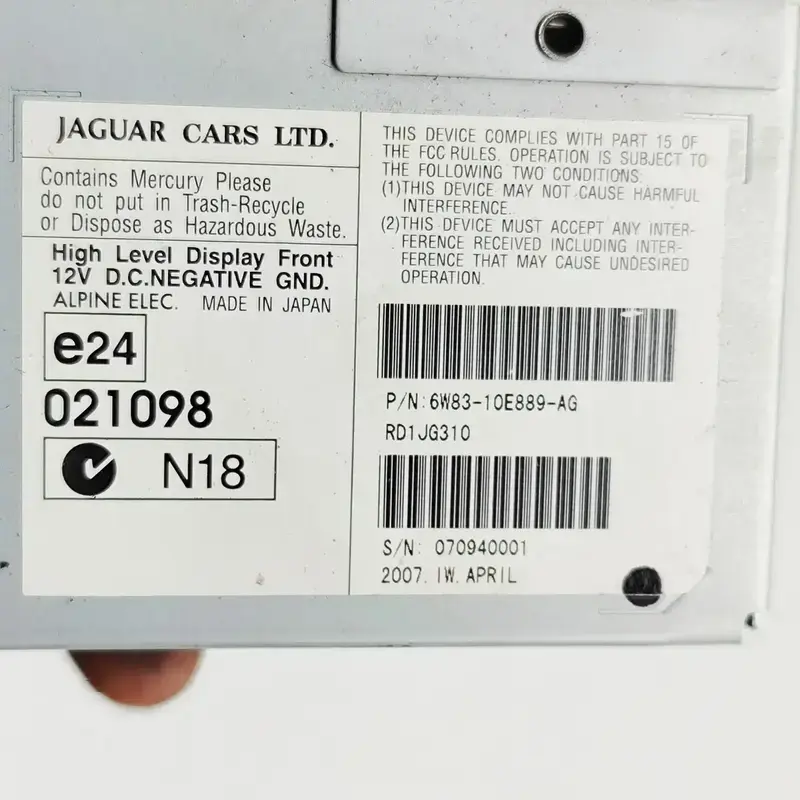 JAGUAR CARS LTD.
Contains Mercury Please
do not put in Trash-Recycle
or Dispose as Hazardous Waste.
High Level Display Front
12V D.C.NEGATIVE GND.
ALPINE ELEC. MADE IN JAPAN
e24
021098
N18
THIS DEVICE COMPLIES WITH PART 15 OF
THE FCC RULES. OPERATION IS SUBJECT TO
THE FOLLOWING TWO CONDITIONS:
(1)THIS DEVICE MAY NOT CAUSE HARMFUL
INTERFERENCE.
(2)THIS DEVICE MUST ACCEPT ANY INTER-
FERENCE RECEIVED INCLUDING INTER-
FERENCE THAT MAY CAUSE UNDESIRED
OPERATION.
P/N:6W83-10E889-AG
RD1JG310
S/N: 070940001
2007. 1W. APRIL